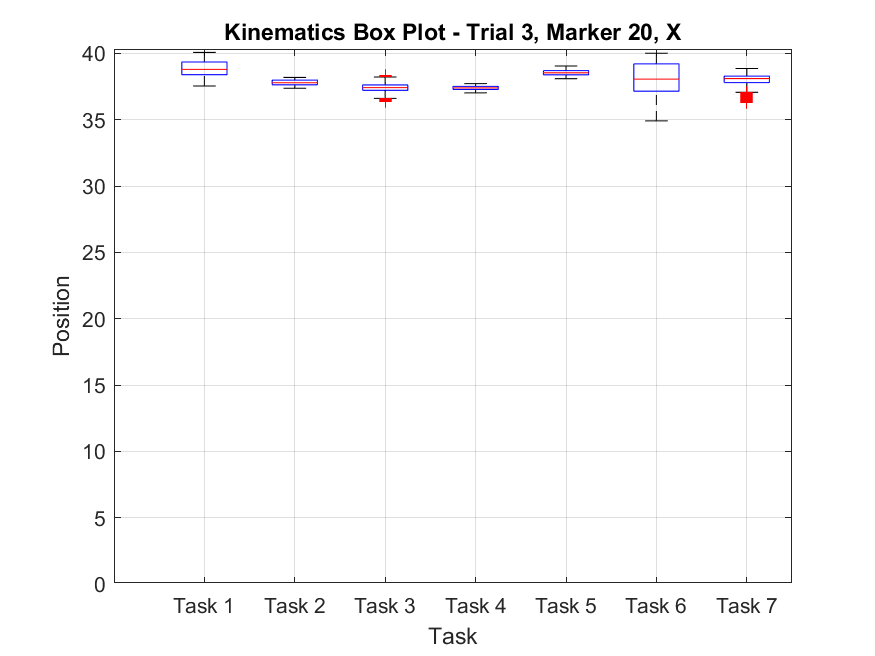 Kinematics Box Plot - Trial 3, Marker 20, X
40
35
30
25
20
15
10
5
0
Position
Task 1 Task 2 Task 3 Task 4 Task 5 Task 6 Task 7
Task